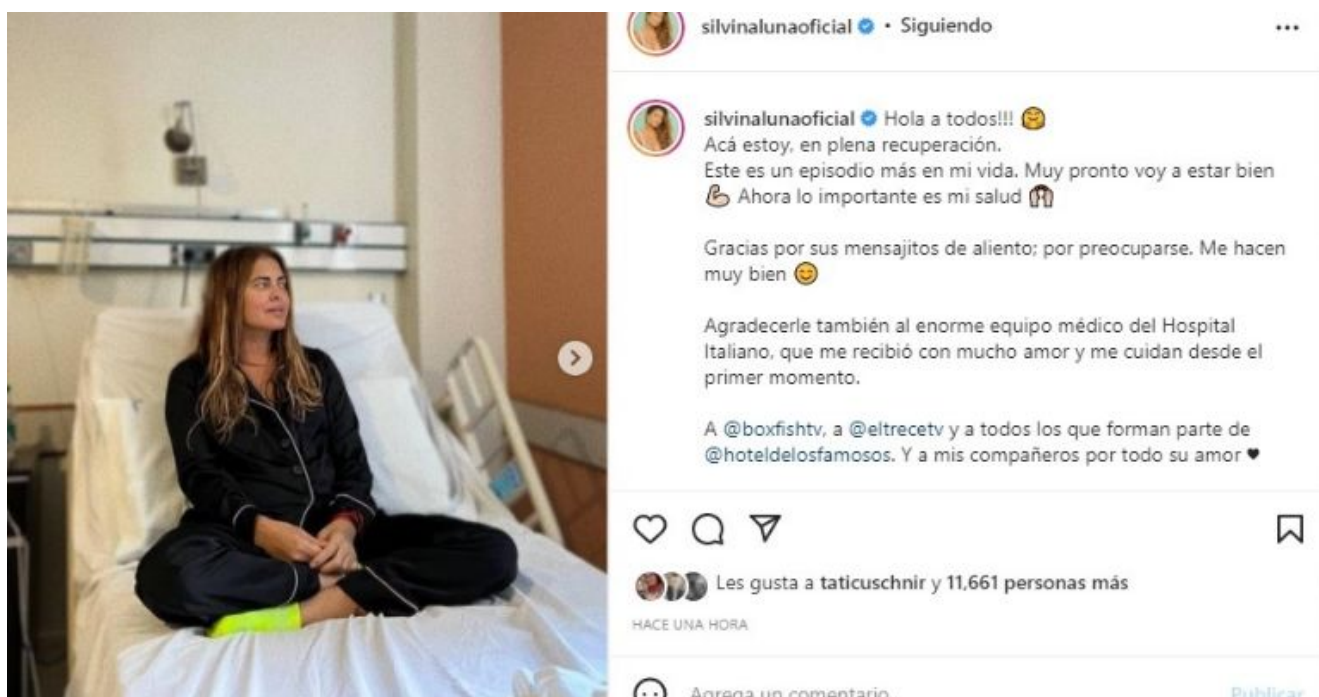 silvinalunaoficial • Siguiendo
silvinalunaoficial Hola a todos!!! 🤗
Acá estoy, en plena recuperación.
Este es un episodio más en mi vida. Muy pronto voy a estar bien
💪🏻 Ahora lo importante es mi salud 🙌🏻
Gracias por sus mensajitos de aliento; por preocuparse. Me hacen
muy bien 😊
Agradecerle también al enorme equipo médico del Hospital
Italiano, que me recibió con mucho amor y me cuidan desde el
primer momento.
A @boxfishtv, a @eltrecetv y a todos los que forman parte de
@hoteldelosfamosos. Y a mis compañeros por todo su amor ♥
Les gusta a taticuschnir y 11,661 personas más
HACE UNA HORA
Agrega un comentario
Publicar